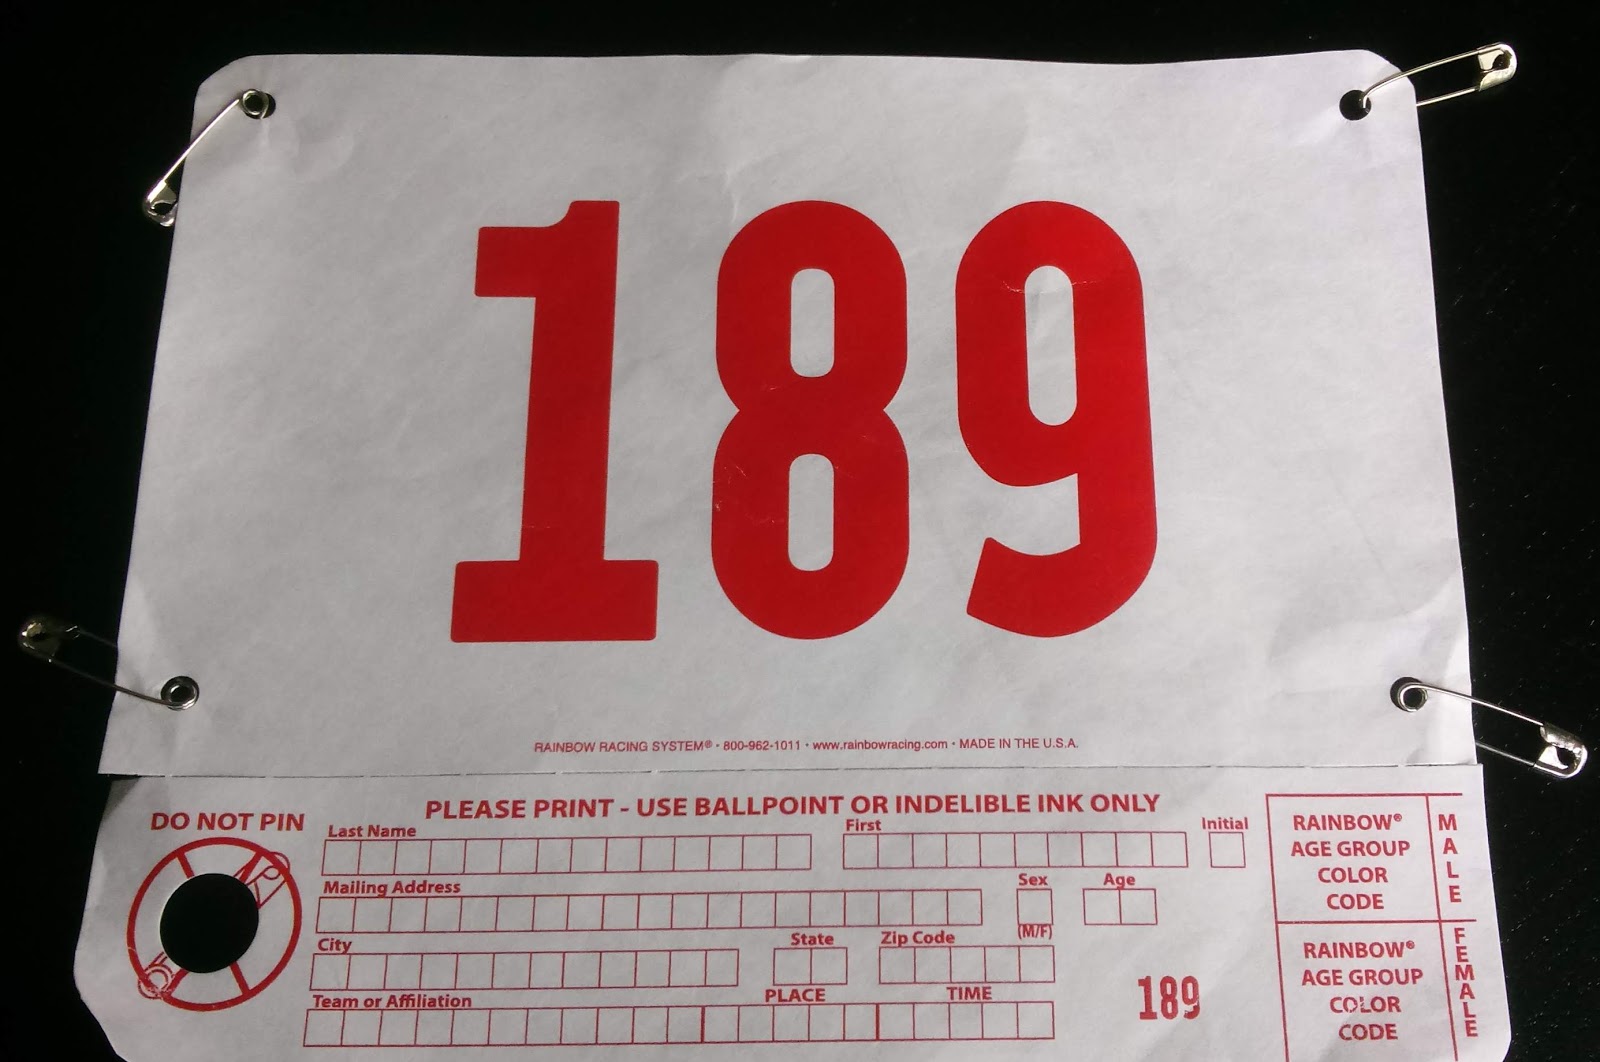 189
RAINBOW RACING SYSTEM® • 800-962-1011 • www.rainbowracing.com • MADE IN THE U.S.A.
DO NOT PIN
PLEASE PRINT - USE BALLPOINT OR INDELIBLE INK ONLY
Last Name
First
Initial
Mailing Address
Sex
(M/F)
Age
City
State
Zip Code
Team or Affiliation
PLACE
TIME
189
RAINBOW®
AGE GROUP
COLOR
CODE
MALE
RAINBOW®
AGE GROUP
COLOR
CODE
FEMALE